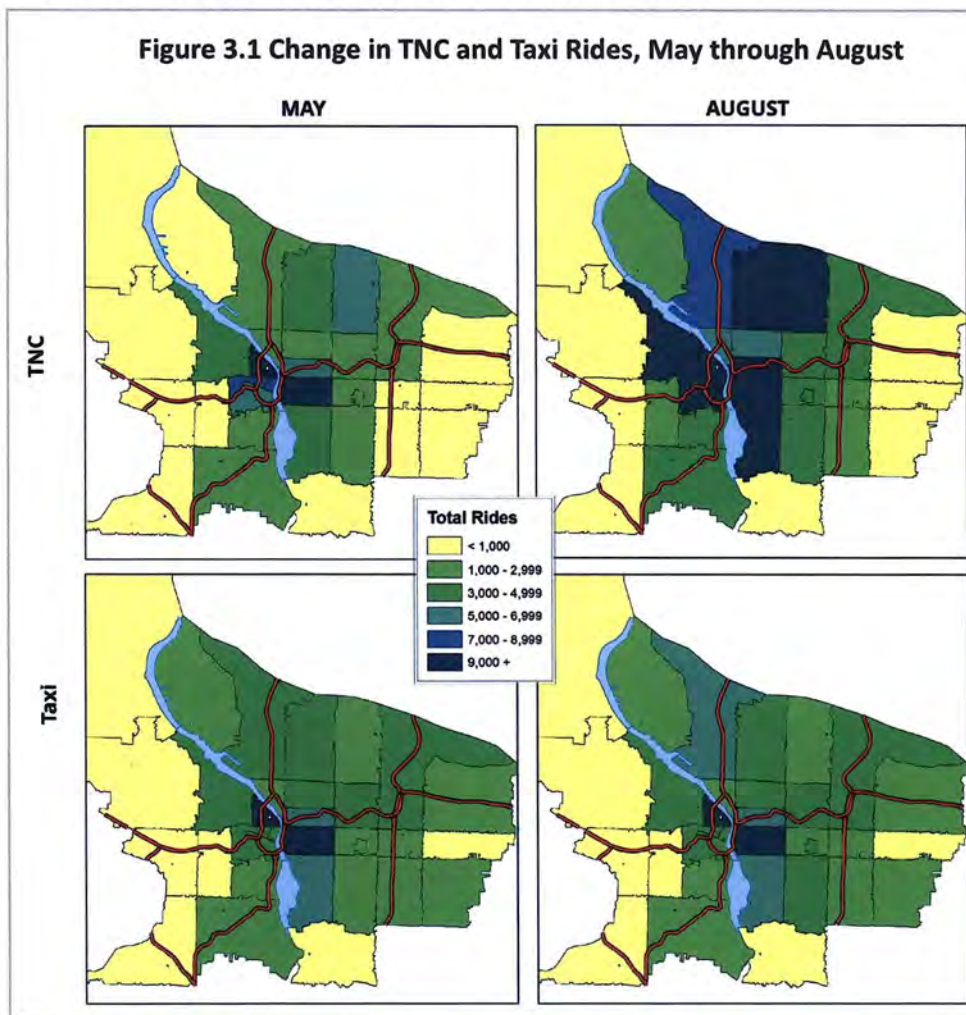 Figure 3.1 Change in TNC and Taxi Rides, May through August
MAY
AUGUST
TNC
Total Rides
< 1,000
1,000 - 2,999
3,000 - 4,999
5,000 - 6,999
7,000 - 8,999
9,000 +
Taxi